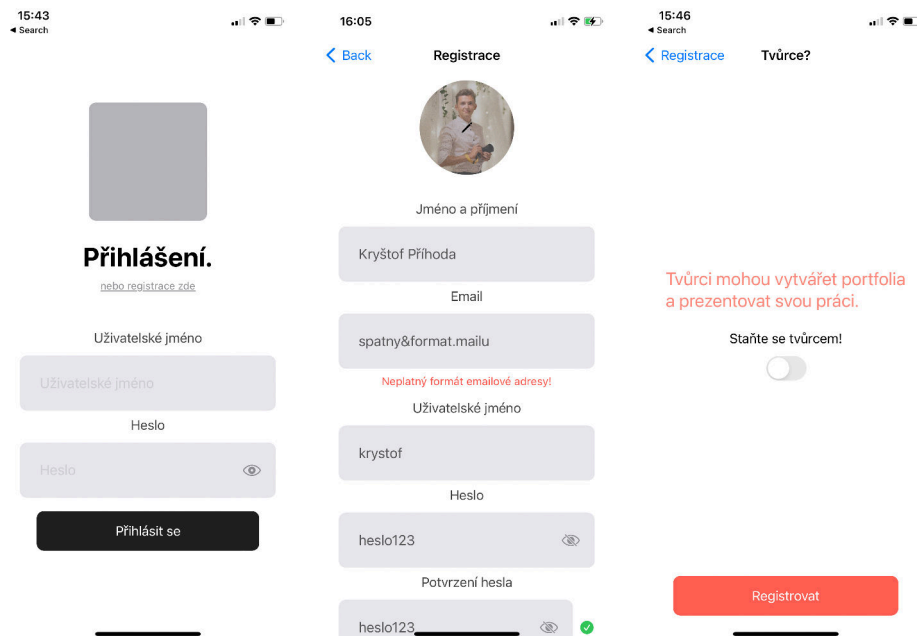 15:43
◄ Search
Přihlášení.
nebo registrace zde
Uživatelské jméno
Uživatelské jméno
Heslo
Heslo
Přihlásit se
16:05
Back
Registrace
Jméno a příjmení
Kryštof Příhoda
Email
spatny&format.mailu
Neplatný formát emailové adresy!
Uživatelské jméno
krystof
Heslo
heslo123
Potvrzení hesla
heslo123
15:46
◄ Search
Registrace
Tvůrce?
Tvůrci mohou vytvářet portfolia
a prezentovat svou práci.
Staňte se tvůrcem!
Registrovat